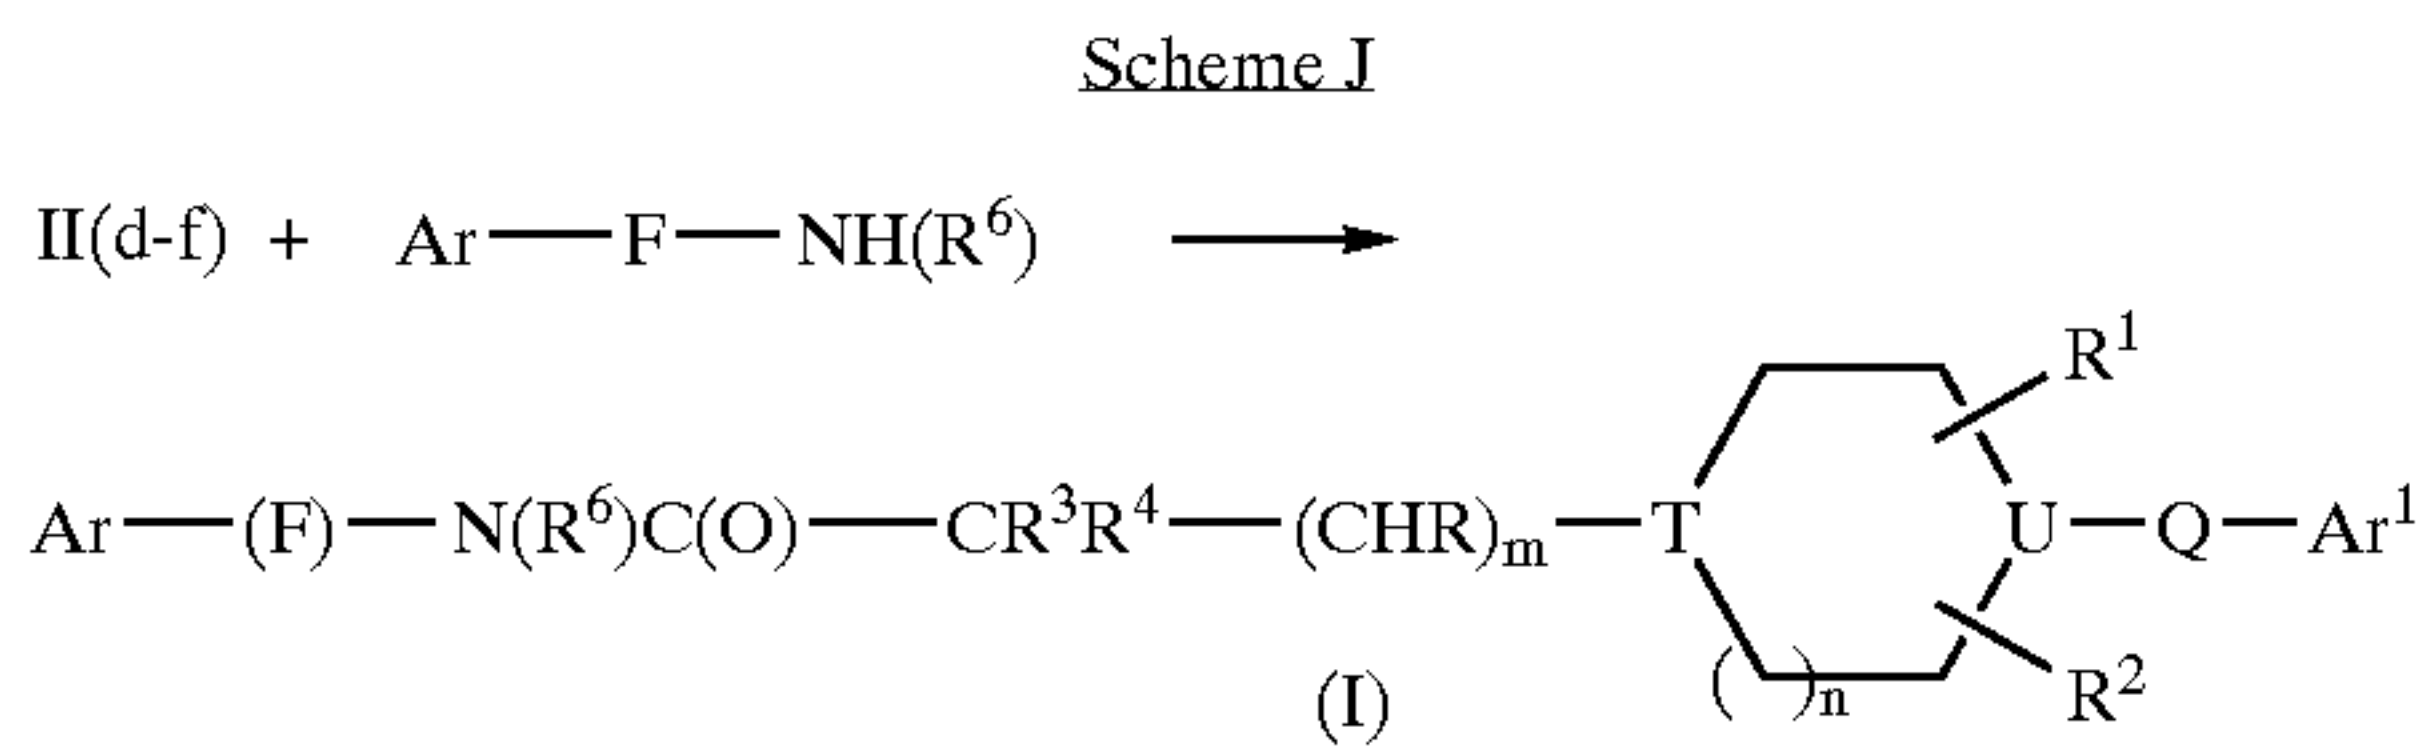 Scheme J
II(d-f) + Ar—F—NH(R⁶)
R¹
Ar—(F)—N(R⁶)C(O)—CR³R⁴—(CHR)ₘ—T U—Q—Ar¹
(I) ( )ₙ R²